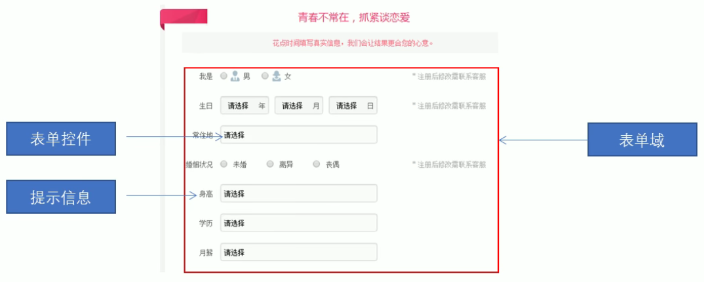 青春不常在，抓紧谈恋爱
花点时间填写真实信息，我们会让结果更合你的心意。
我是 男 女 *注册后修改需联系客服
生日 请选择 年 请选择 月 请选择 日 *注册后修改需联系客服
表单控件
常住地 请选择
表单域
婚姻状况 未婚 离异 丧偶 *注册后修改需联系客服
提示信息
身高 请选择
学历 请选择
月薪 请选择